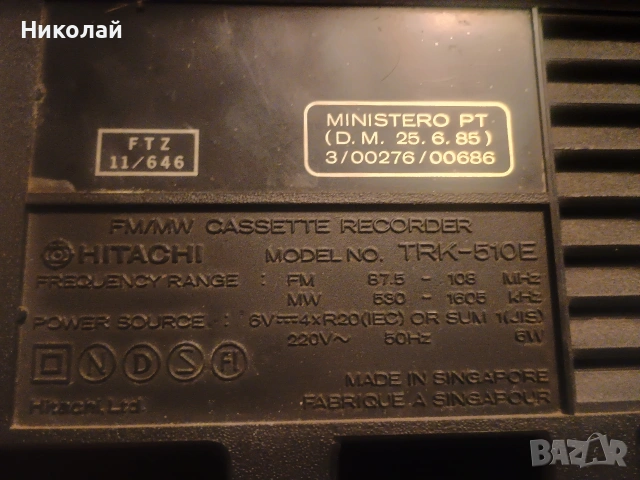 Николай
FTZ
11/646
MINISTERO PT
(D. M. 25. 6. 85)
3/00276/00686
FM/MW CASSETTE RECORDER
HITACHI MODEL NO. TRK-510E
FREQUENCY RANGE : FM 87.5 - 108 MHz
MW 530 - 1605 kHz
POWER SOURCE : 6V⎓4xR20(IEC) OR SUM 1(JIS)
220V~ 50Hz 6W
N D S FI
MADE IN SINGAPORE
Hitachi, Ltd. FABRIQUE A SINGAPOUR
BAZAR